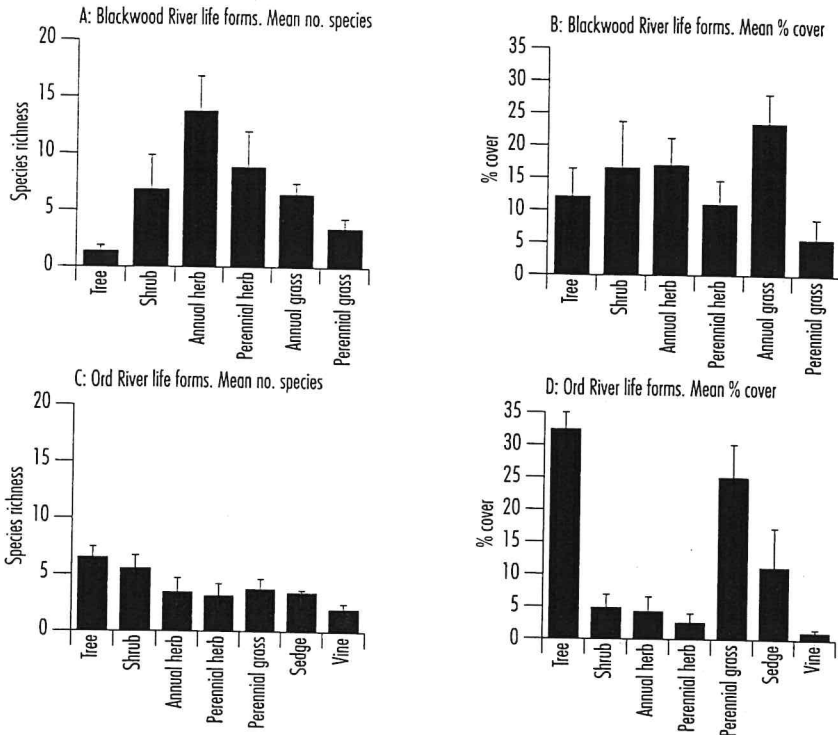 A: Blackwood River life forms. Mean no. species
20
15
10
5
0
Species richness
Tree
Shrub
Annual herb
Perennial herb
Annual grass
Perennial grass
B: Blackwood River life forms. Mean % cover
35
30
25
20
15
10
5
0
% cover
Tree
Shrub
Annual herb
Perennial herb
Annual grass
Perennial grass
C: Ord River life forms. Mean no. species
20
15
10
5
0
Species richness
Tree
Shrub
Annual herb
Perennial herb
Perennial grass
Sedge
Vine
D: Ord River life forms. Mean % cover
35
30
25
20
15
10
5
0
% cover
Tree
Shrub
Annual herb
Perennial herb
Perennial grass
Sedge
Vine